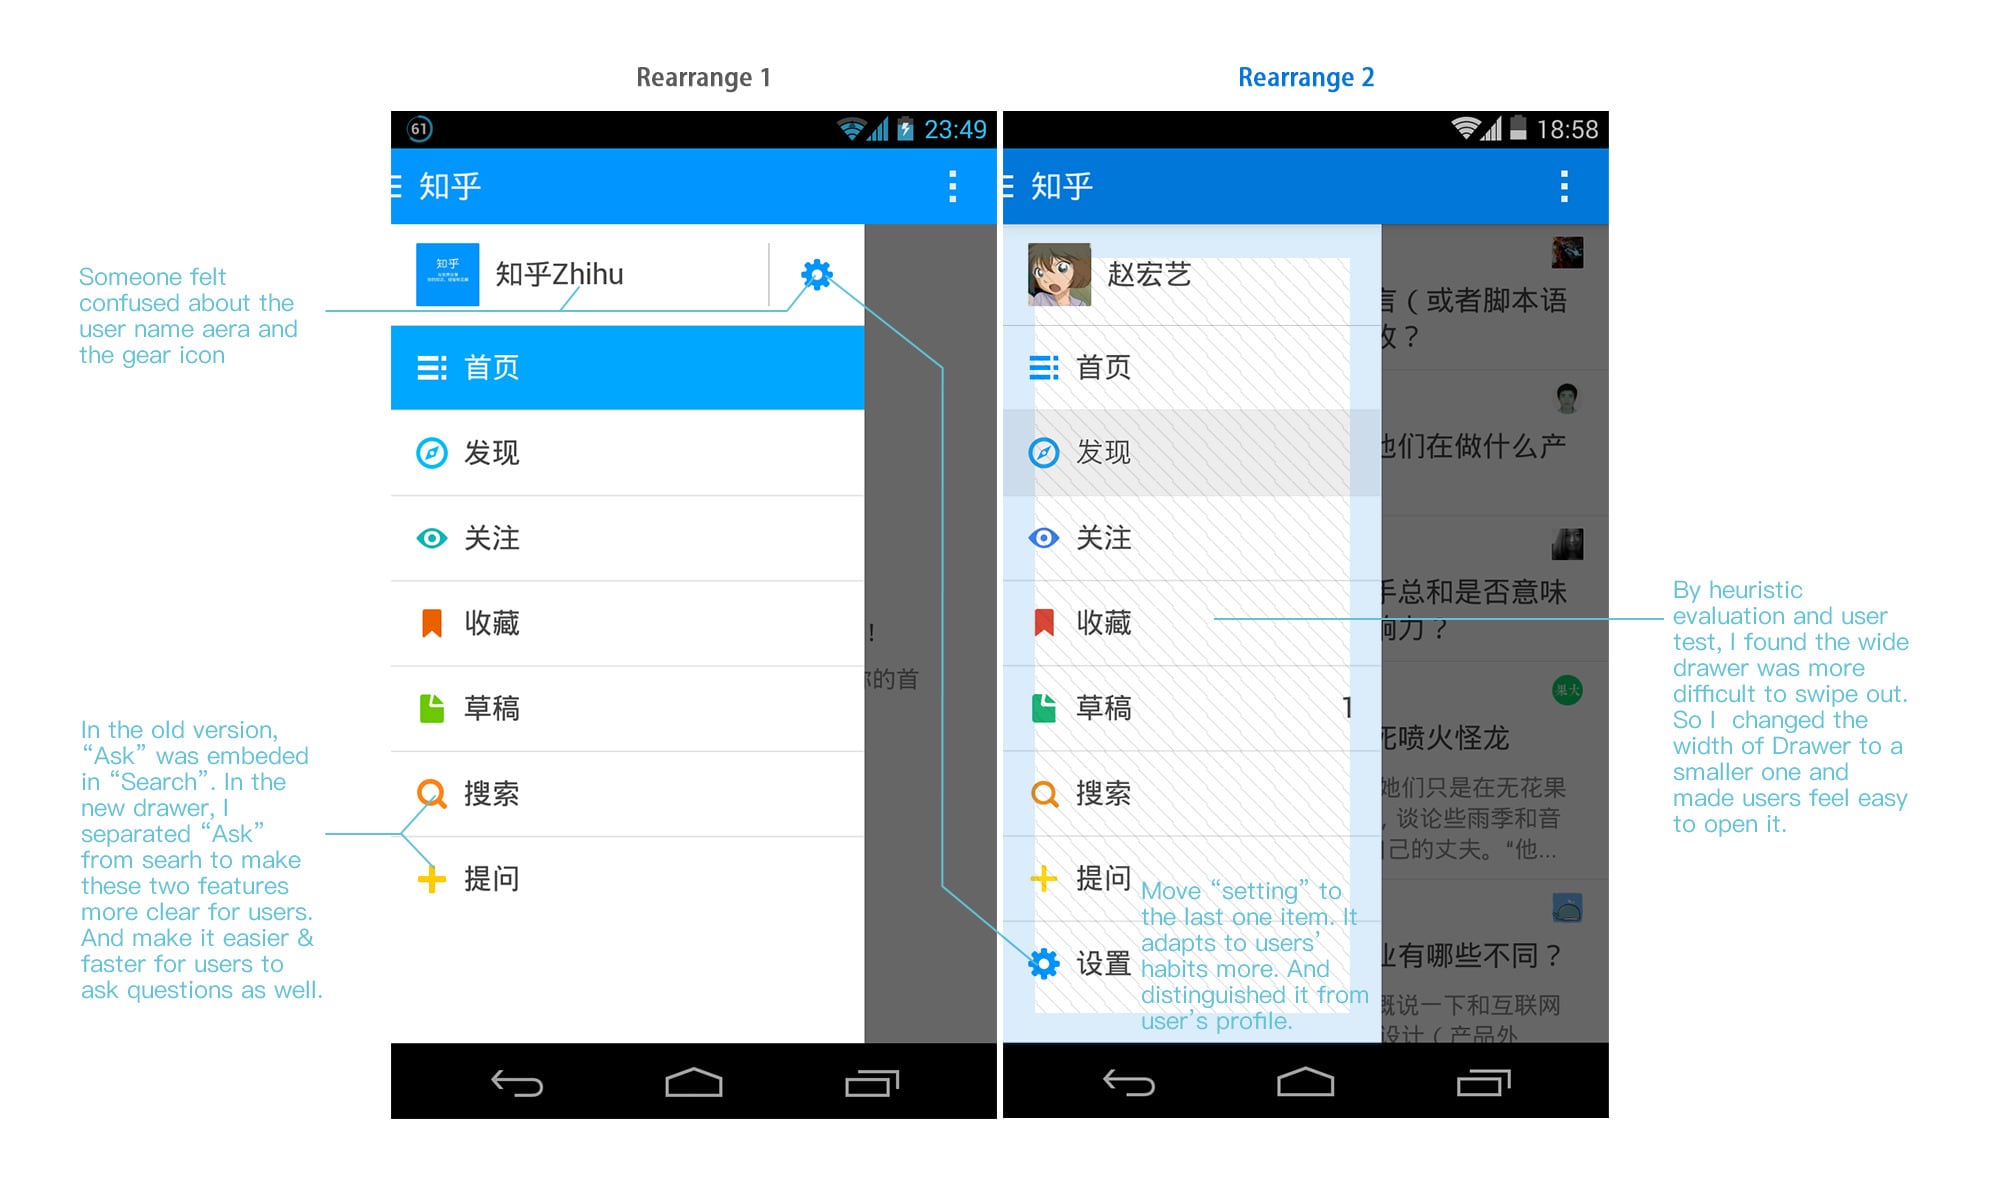 Rearrange 1
Rearrange 2
61
23:49
18:58
知乎
知乎
Someone felt
confused about the
user name aera and
the gear icon
知乎
知乎Zhihu
首页
发现
关注
收藏
草稿
搜索
提问
!
你的首
In the old version,
“Ask” was embeded
in “Search”. In the
new drawer, I
separated “Ask”
from searh to make
these two features
more clear for users.
And make it easier &
faster for users to
ask questions as well.
赵宏艺
首页
发现
关注
收藏
草稿
1
搜索
提问
设置
Move “setting” to
the last one item. It
adapts to users’
habits more. And
distinguished it from
user’s profile.
言（或者脚本语
？
他们在做什么产
手总和是否意味
响力？
果大
死喷火怪龙
她们只是在无花果
，谈论些雨季和音
自己的丈夫。“他...
业有哪些不同？
概说一下和互联网
设计（产品外
By heuristic
evaluation and user
test, I found the wide
drawer was more
difficult to swipe out.
So I changed the
width of Drawer to a
smaller one and
made users feel easy
to open it.